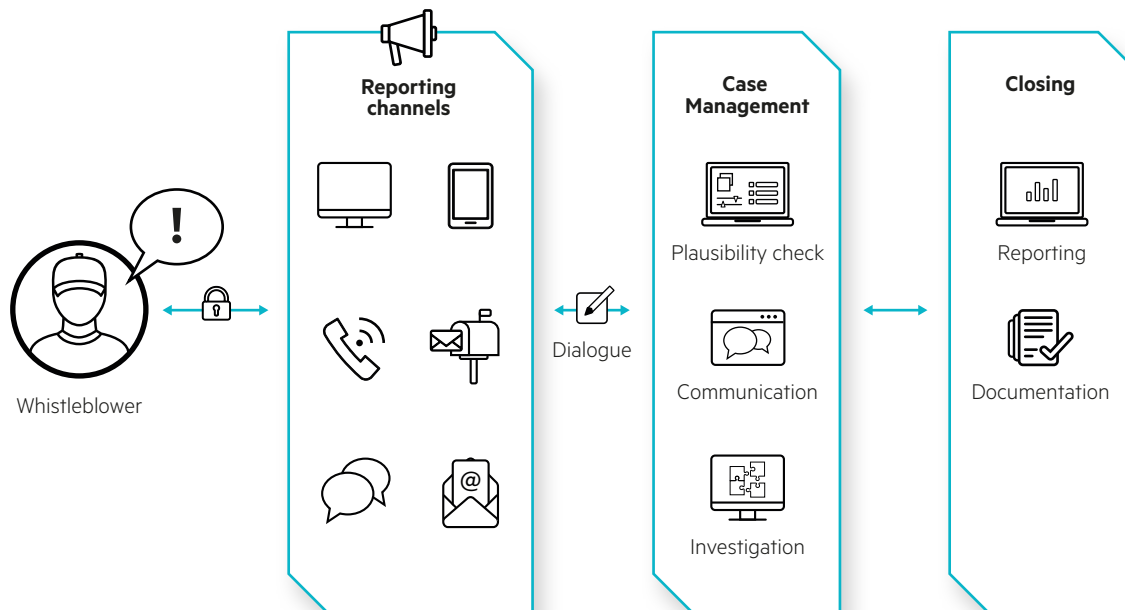 Reporting
channels
Case
Management
Closing
!
Plausibility check
Reporting
Dialogue
Whistleblower
Communication
Documentation
@
Investigation